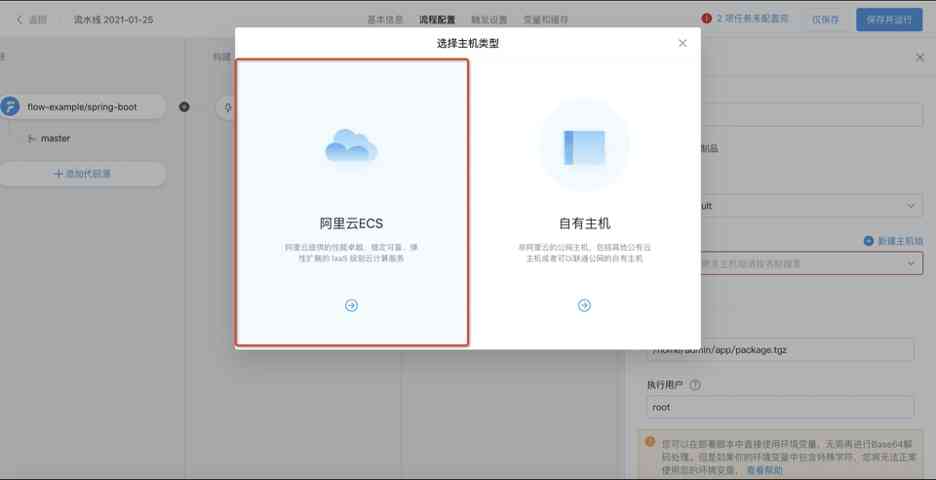 返回
流水线 2021-01-25
基本信息
流程配置
触发设置
变量和缓存
2 项任务未配置完
仅保存
保存并运行
选择主机类型
构建
flow-example/spring-boot
master
添加代码源
阿里云ECS
阿里云提供的性能卓越、稳定可靠、弹
性扩展的 IaaS 级别云计算服务
自有主机
非阿里云的公网主机,包括其他公有云
主机或者可以联通公网的自有主机
制品
ult
新建主机组
/home/admin/app/package.tgz
执行用户
root
您可以在部署脚本中直接使用环境变量,无需再进行Base64解
码处理。但是如果你的环境变量中包含特殊字符,您将无法正常
使用您的环境变量。 查看帮助